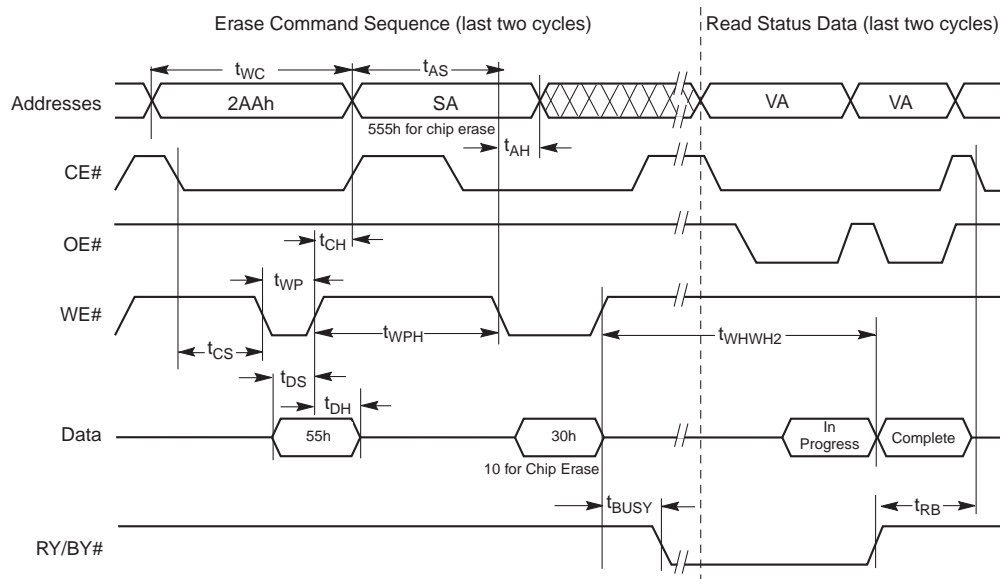 Erase Command Sequence (last two cycles)
Read Status Data (last two cycles)
tWC
tAS
Addresses
2AAh
SA
VA
VA
555h for chip erase
tAH
CE#
OE#
tCH
tWP
WE#
tWPH
tWHWH2
tCS
tDS
tDH
Data
55h
30h
In
Progress
Complete
10 for Chip Erase
tBUSY
tRB
RY/BY#